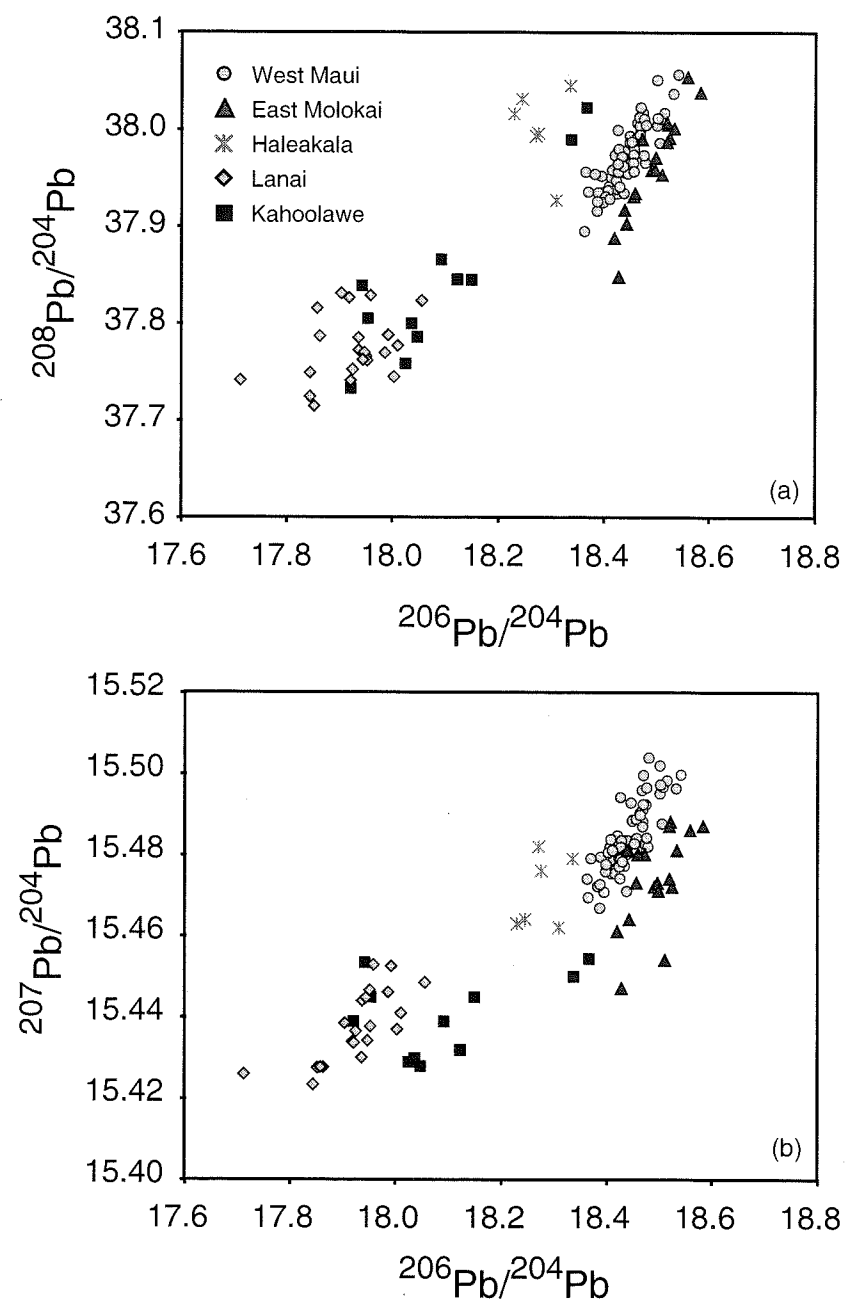 38.1
38.0
37.9
37.8
37.7
37.6
208Pb/204Pb
West Maui
East Molokai
Haleakala
Lanai
Kahoolawe
(a)
17.6 17.8 18.0 18.2 18.4 18.6 18.8
206Pb/204Pb
15.52
15.50
15.48
15.46
15.44
15.42
15.40
207Pb/204Pb
(b)
17.6 17.8 18.0 18.2 18.4 18.6 18.8
206Pb/204Pb